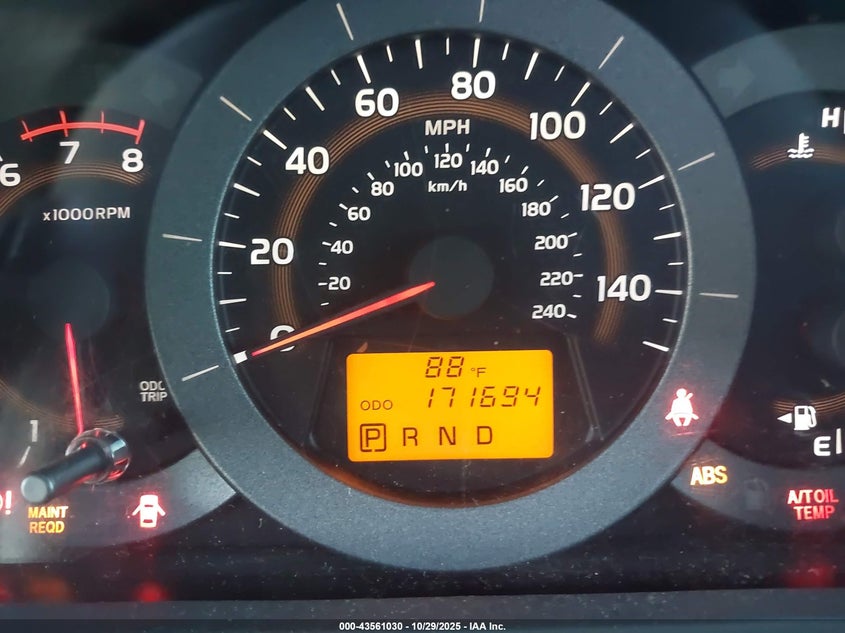 6 7 8
x1000RPM
1
0 20 40 60 80 100 120 140
MPH
20 40 60 80 100 120 140 160 180 200 220 240
km/h
88 °F
ODO 171694
P R N D
ODO
TRIP
!
MAINT
REQD
ABS
A/T OIL
TEMP
H
E
000-43561030 - 10/29/2025 - IAA Inc.